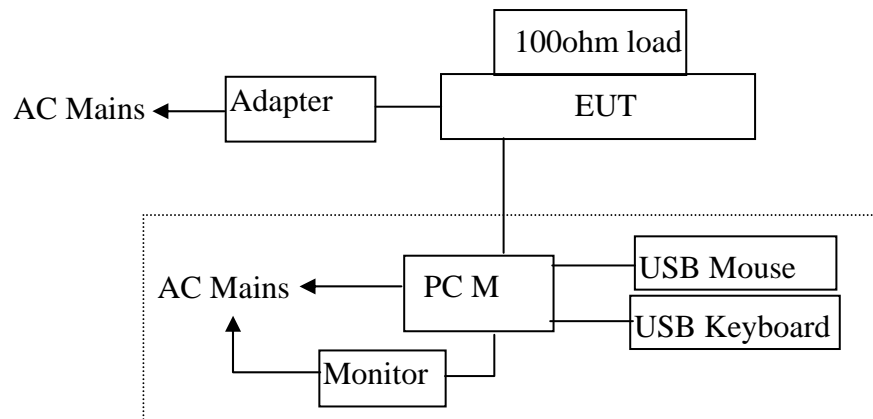 100ohm load
AC Mains
Adapter
EUT
AC Mains
PC M
USB Mouse
USB Keyboard
Monitor